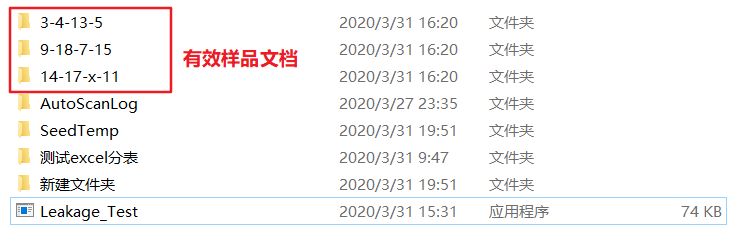 3-4-13-5 2020/3/31 16:20 文件夹
9-18-7-15 有效样品文档 2020/3/31 16:20 文件夹
14-17-x-11 2020/3/31 16:20 文件夹
AutoScanLog 2020/3/27 23:35 文件夹
SeedTemp 2020/3/31 19:51 文件夹
测试excel分表 2020/3/31 9:47 文件夹
新建文件夹 2020/3/31 19:51 文件夹
Leakage_Test 2020/3/31 15:31 应用程序 74 KB